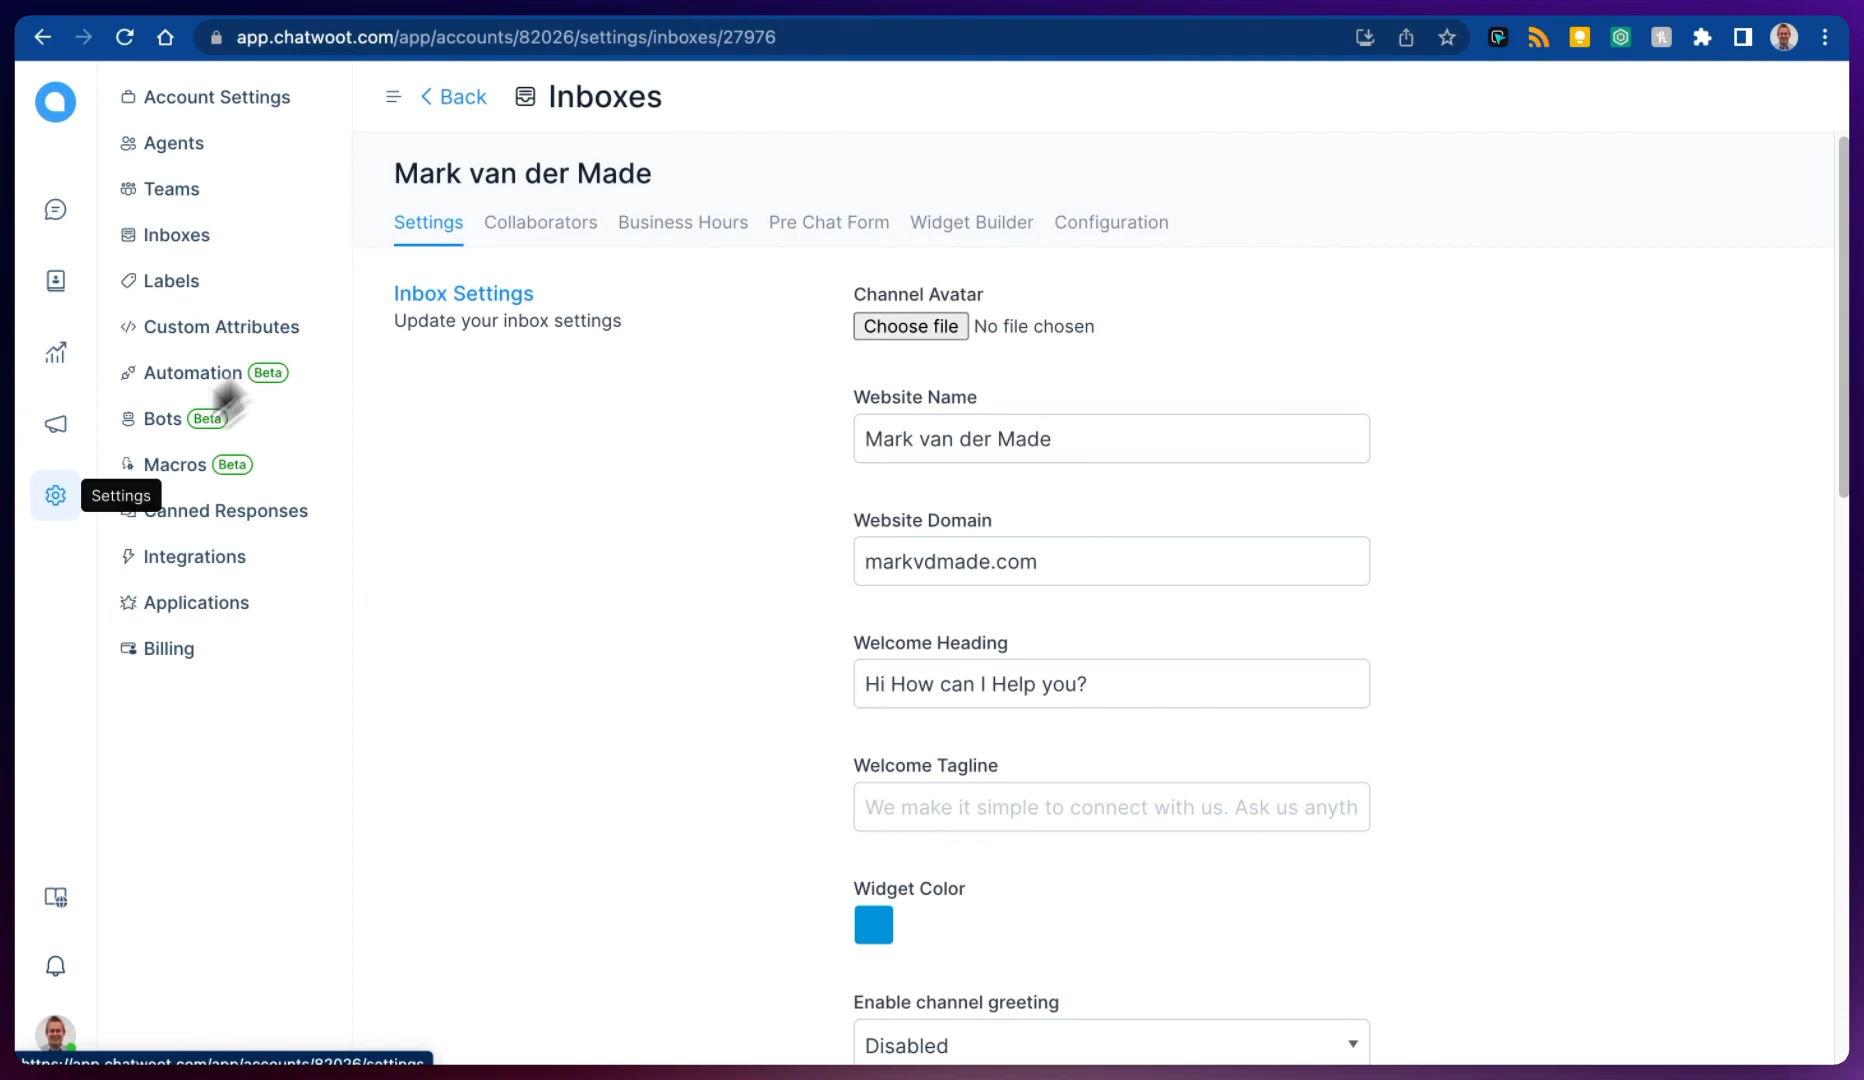 app.chatwoot.com/app/accounts/82026/settings/inboxes/27976
Account Settings
Agents
Teams
Inboxes
Labels
Custom Attributes
Automation Beta
Bots Beta
Macros Beta
Settings
Canned Responses
Integrations
Applications
Billing
Back Inboxes
Mark van der Made
Settings Collaborators Business Hours Pre Chat Form Widget Builder Configuration
Inbox Settings
Update your inbox settings
Channel Avatar
Choose file No file chosen
Website Name
Mark van der Made
Website Domain
markvdmade.com
Welcome Heading
Hi How can I Help you?
Welcome Tagline
We make it simple to connect with us. Ask us anyth
Widget Color
Enable channel greeting
Disabled
https://app.chatwoot.com/app/accounts/82026/settings